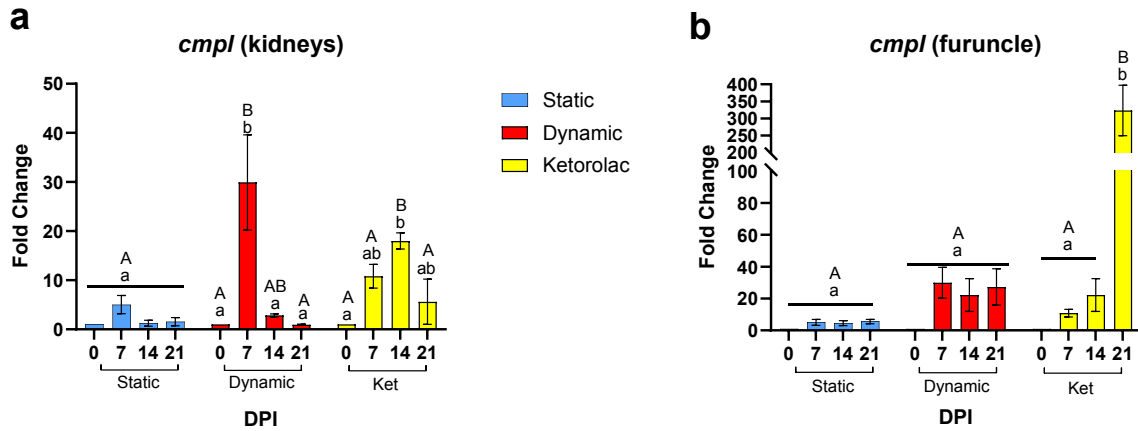 a
cmpl (kidneys)
Fold Change
50
40
30
20
10
0
A
a
A
a
B
b
AB
a
A
a
A
a
A
ab
B
b
A
ab
0 7 14 21 0 7 14 21 0 7 14 21
Static Dynamic Ket
DPI
Static
Dynamic
Ketorolac
b
cmpl (furuncle)
Fold Change
400
350
300
250
200
100
80
60
40
20
0
A
a
A
a
A
a
B
b
0 7 14 21 0 7 14 21 0 7 14 21
Static Dynamic Ket
DPI